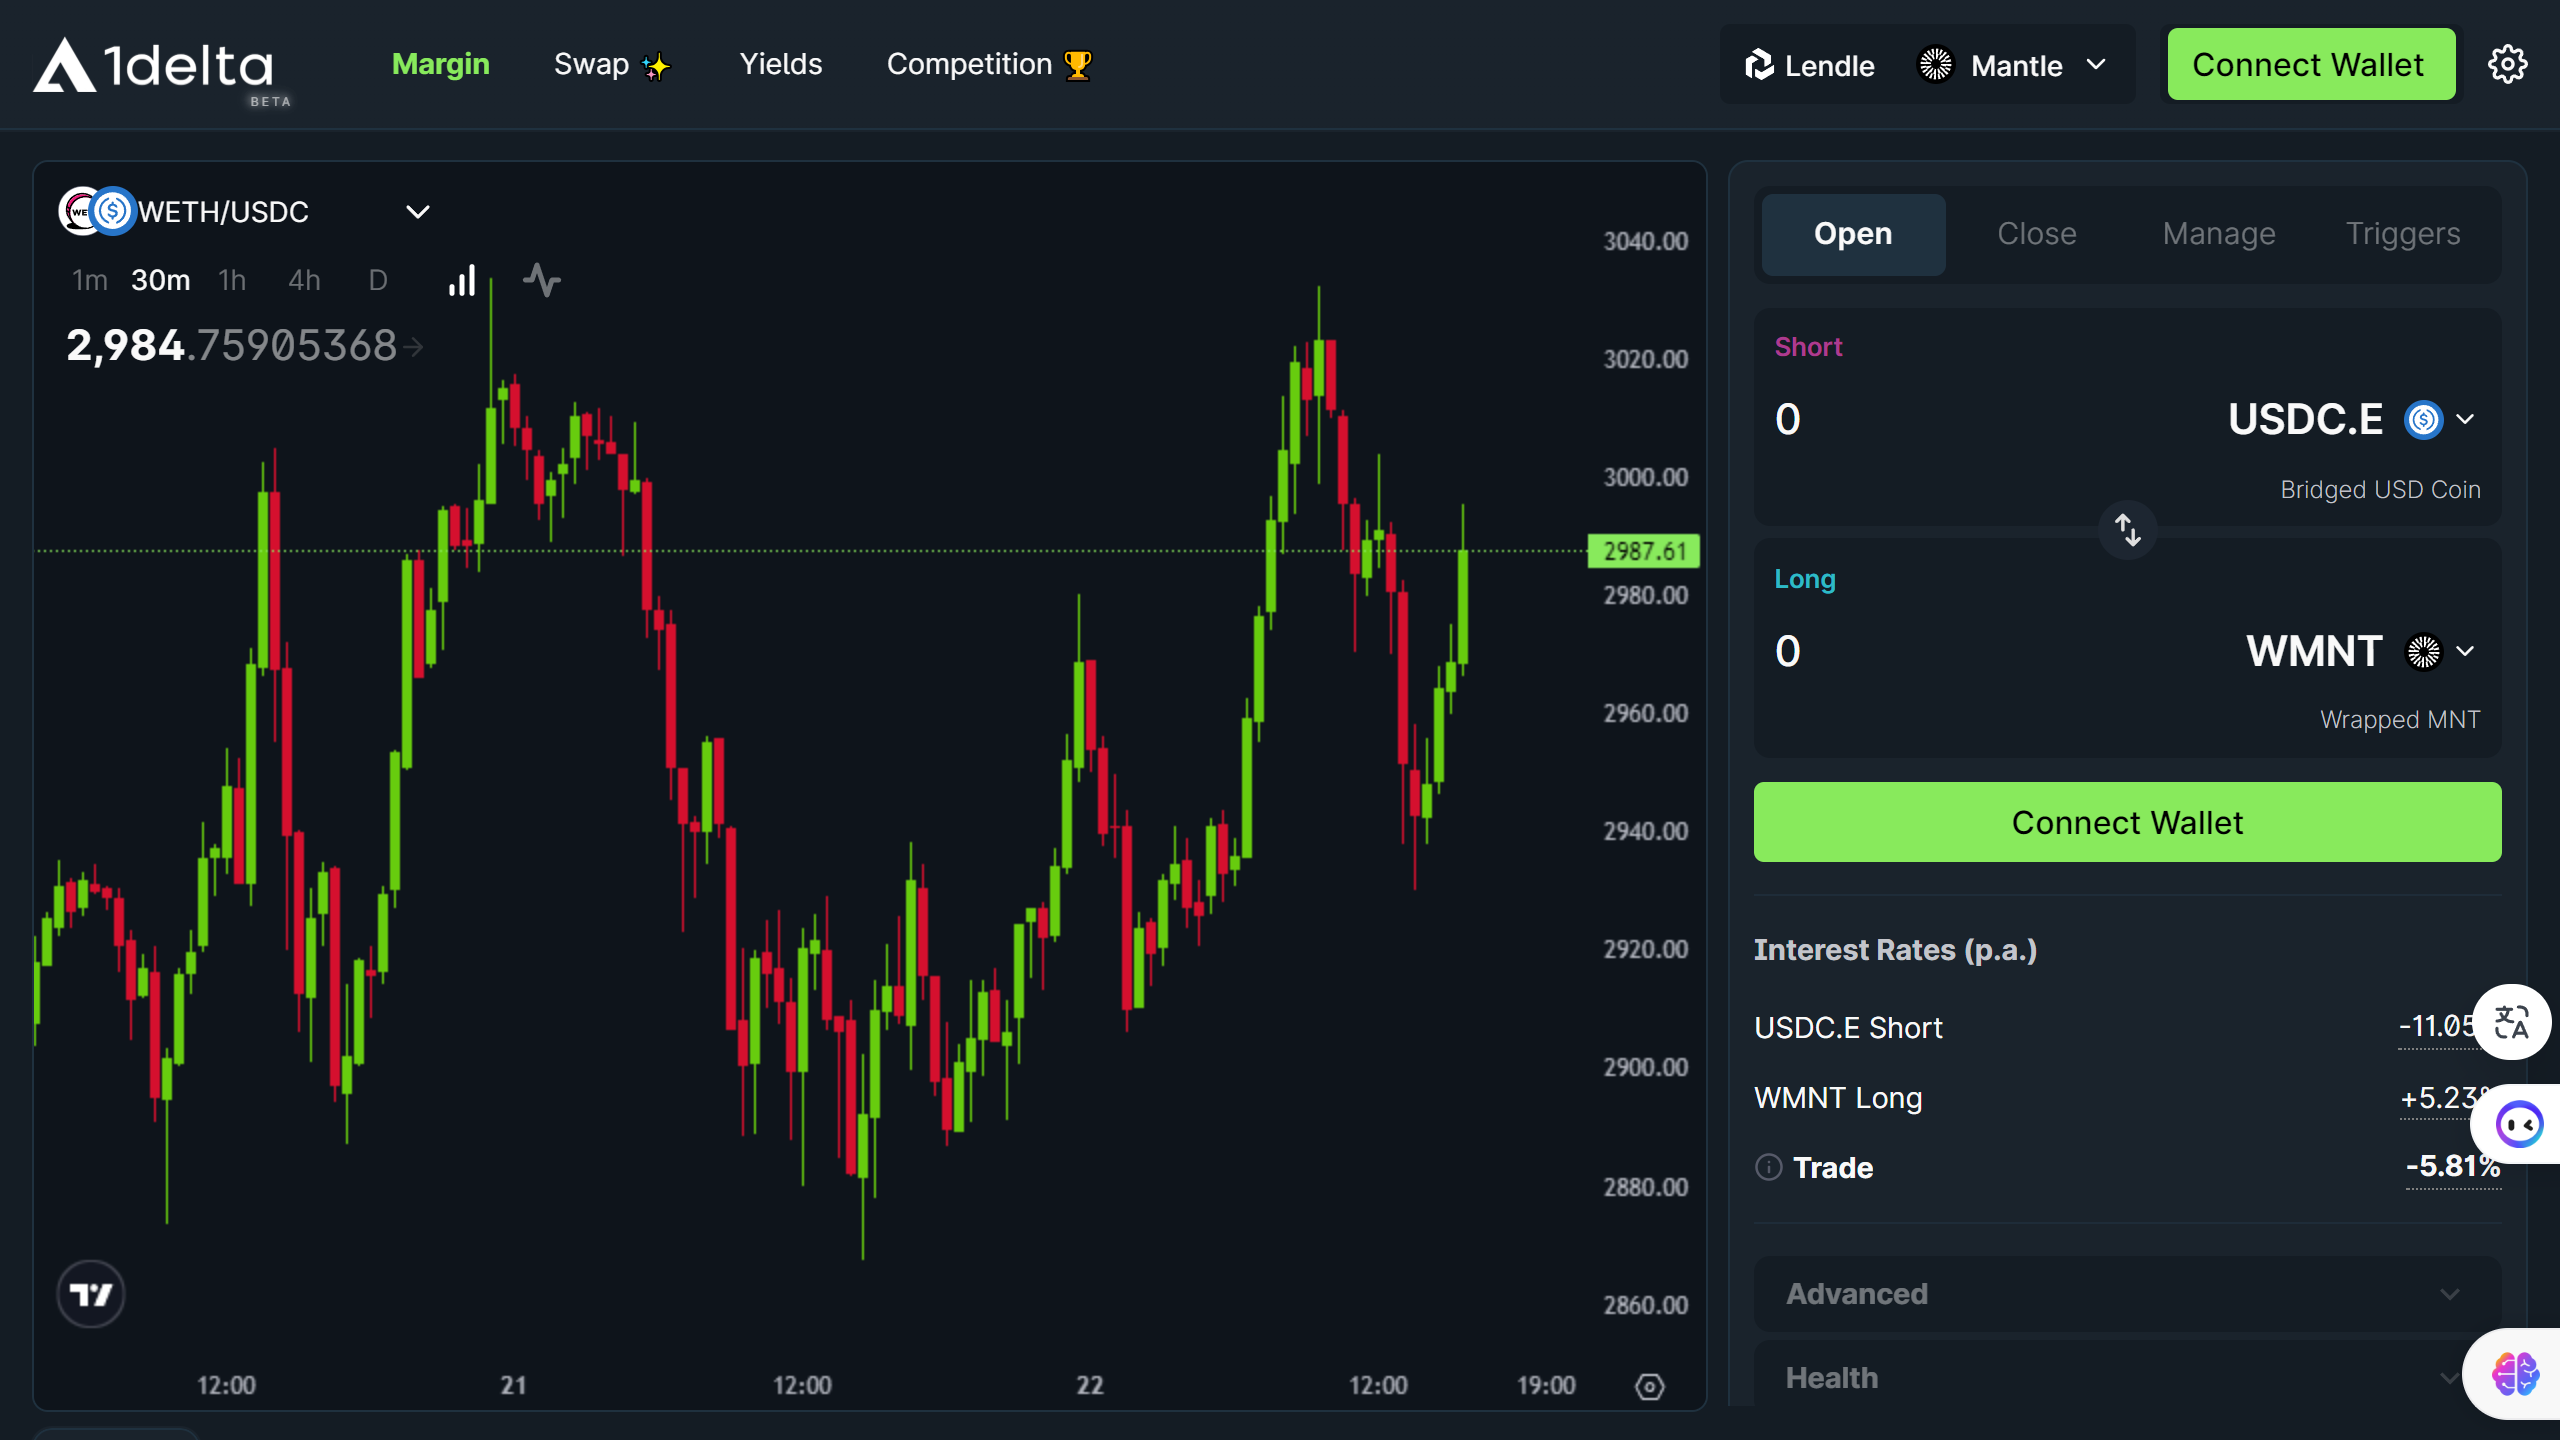 1delta
BETA
Margin
Swap
Yields
Competition
Lendle
Mantle
Connect Wallet
WETH/USDC
1m 30m 1h 4h D
2,984.75905368
3040.00
3020.00
3000.00
2987.61
2980.00
2960.00
2940.00
2920.00
2900.00
2880.00
2860.00
12:00 21 12:00 22 12:00 19:00
Open Close Manage Triggers
Short
0 USDC.E
Bridged USD Coin
Long
0 WMNT
Wrapped MNT
Connect Wallet
Interest Rates (p.a.)
USDC.E Short -11.05
WMNT Long +5.23%
Trade -5.81%
Advanced
Health